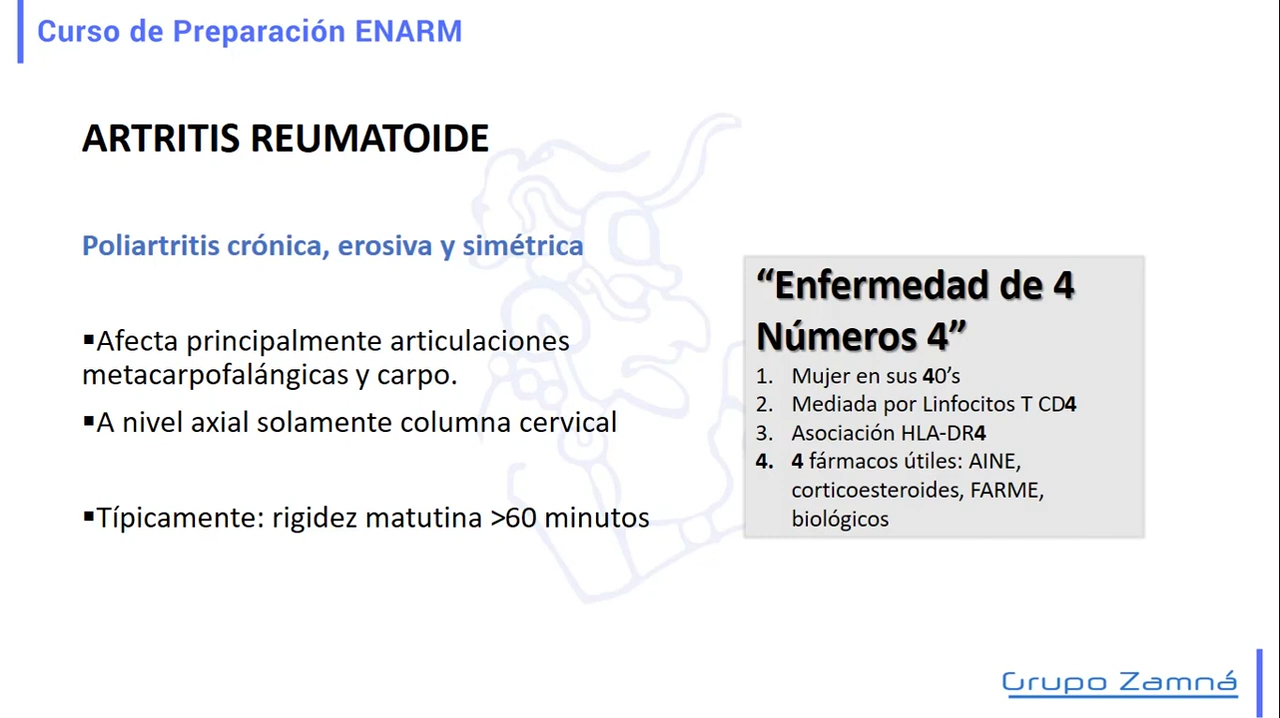 Curso de Preparación ENARM
ARTRITIS REUMATOIDE
Poliartritis crónica, erosiva y simétrica
▪Afecta principalmente articulaciones
metacarpofalángicas y carpo.
▪A nivel axial solamente columna cervical
▪Típicamente: rigidez matutina >60 minutos
“Enfermedad de 4
Números 4”
1. Mujer en sus 40’s
2. Mediada por Linfocitos T CD4
3. Asociación HLA-DR4
4. 4 fármacos útiles: AINE,
corticoesteroides, FARME,
biológicos
Grupo Zamná